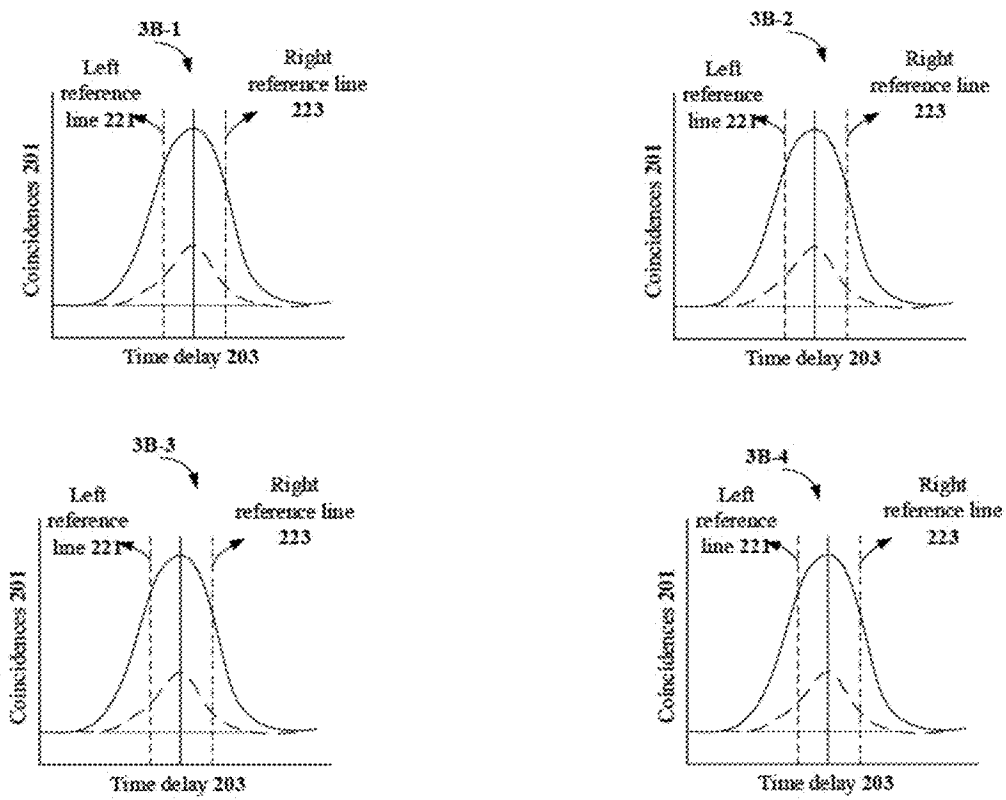 3B-1
Left
reference
line 221
Right
reference line
223
Coincidences 201
Time delay 203
3B-2
Left
reference
line 221
Right
reference line
223
Coincidences 201
Time delay 203
3B-3
Left
reference
line 221
Right
reference line
223
Coincidences 201
Time delay 203
3B-4
Left
reference
line 221
Right
reference line
223
Coincidences 201
Time delay 203